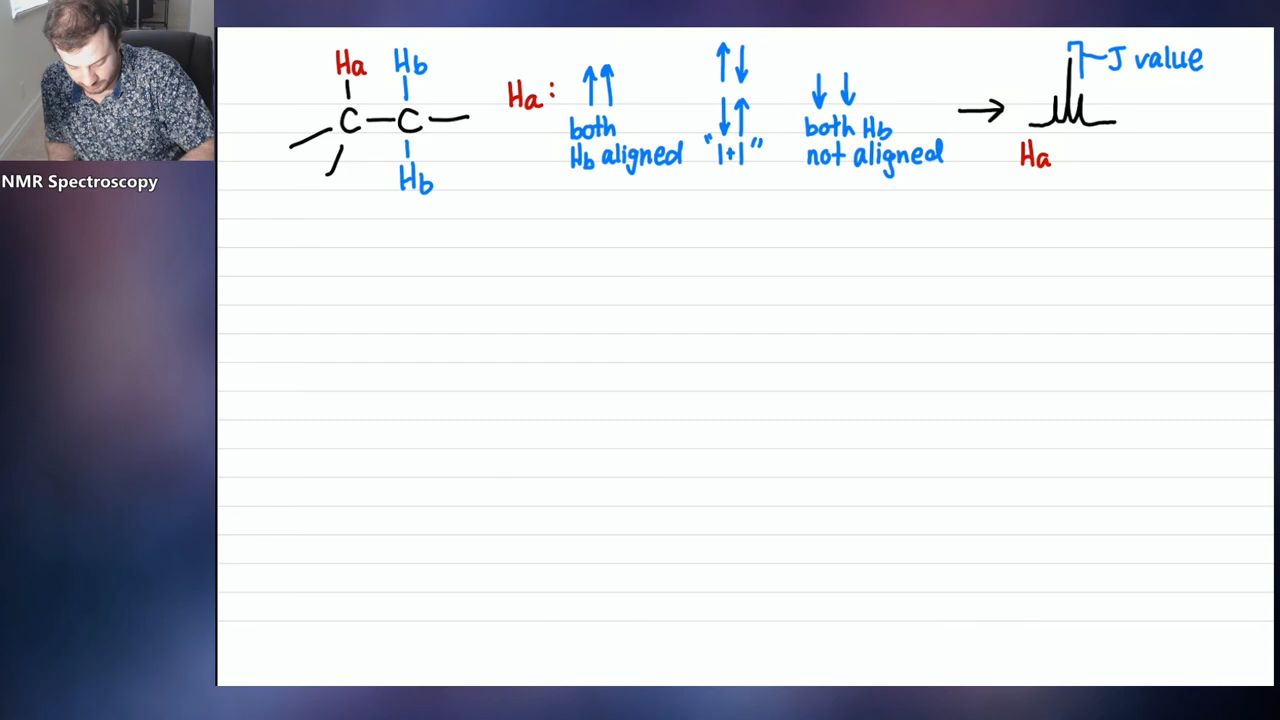 Ha Hb
C C
Hb
Ha:
both
Hb aligned
"1+1"
both Hb
not aligned
J value
Ha
NMR Spectroscopy